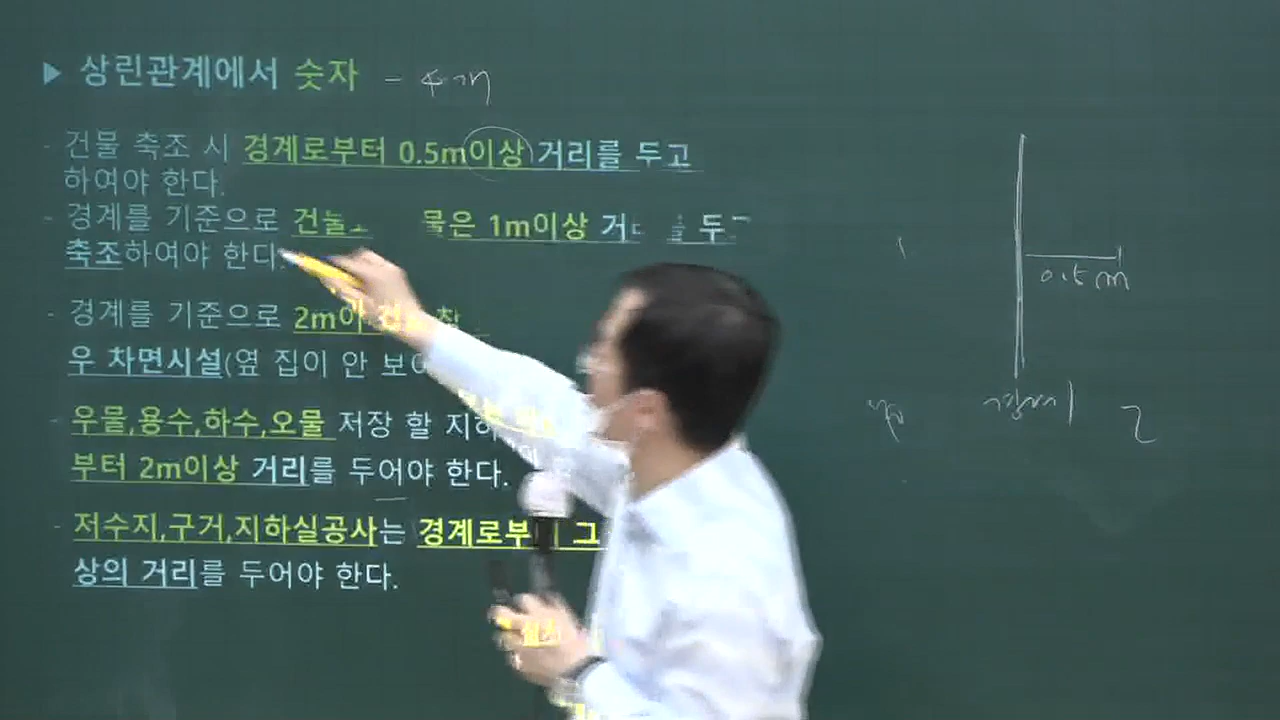 ▶ 상린관계에서 숫자 -
- 건물 축조 시 경계로부터 0.5m이상 거리를 두고
하여야 한다.
- 경계를 기준으로 물은 1m이상 를 두고
축조하여야 한다.
- 경계를 기준으로 2m이
우 차면시설(옆 집이 안 보이
- 우물,용수,하수,오물 저장 할 지하
부터 2m이상 거리를 두어야 한다.
- 저수지,구거,지하실공사는 경계로부터 그
상의 거리를 두어야 한다.
0.5m